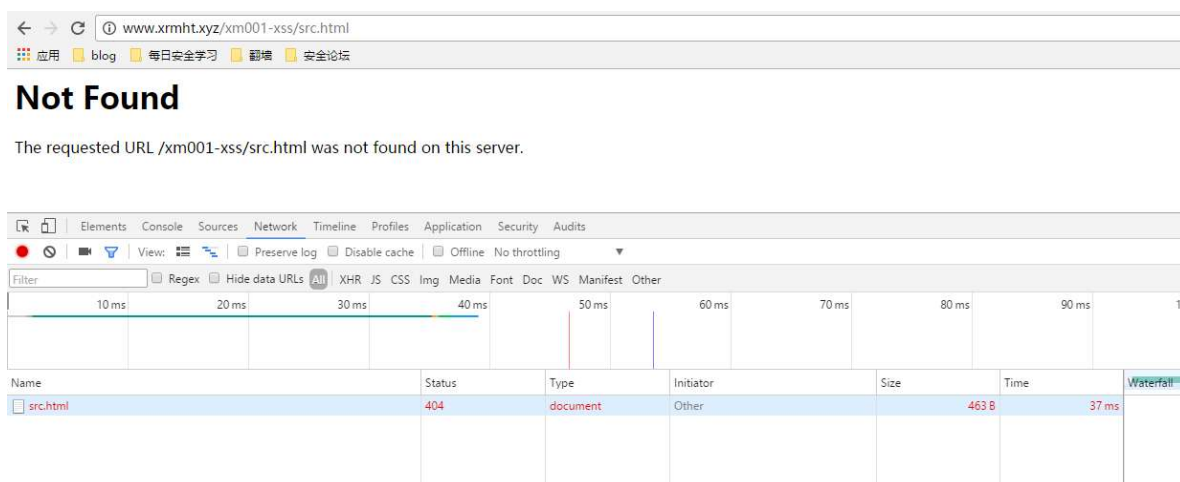 www.xrmht.xyz/xm001-xss/src.html
应用 blog 每日安全学习 翻墙 安全论坛
Not Found
The requested URL /xm001-xss/src.html was not found on this server.
Elements Console Sources Network Timeline Profiles Application Security Audits
View: Preserve log Disable cache Offline No throttling
Filter Regex Hide data URLs All XHR JS CSS Img Media Font Doc WS Manifest Other
10 ms 20 ms 30 ms 40 ms 50 ms 60 ms 70 ms 80 ms 90 ms 1
Name Status Type Initiator Size Time Waterfall
src.html 404 document Other 463 B 37 ms